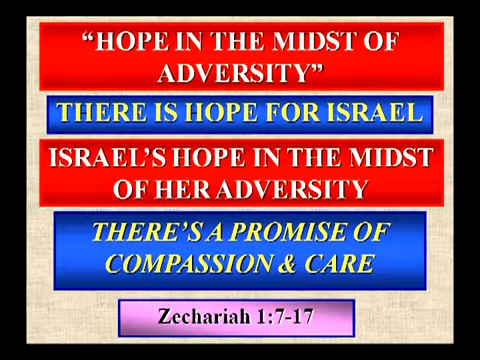 “HOPE IN THE MIDST OF
ADVERSITY”
THERE IS HOPE FOR ISRAEL
ISRAEL’S HOPE IN THE MIDST
OF HER ADVERSITY
THERE’S A PROMISE OF
COMPASSION & CARE
Zechariah 1:7-17